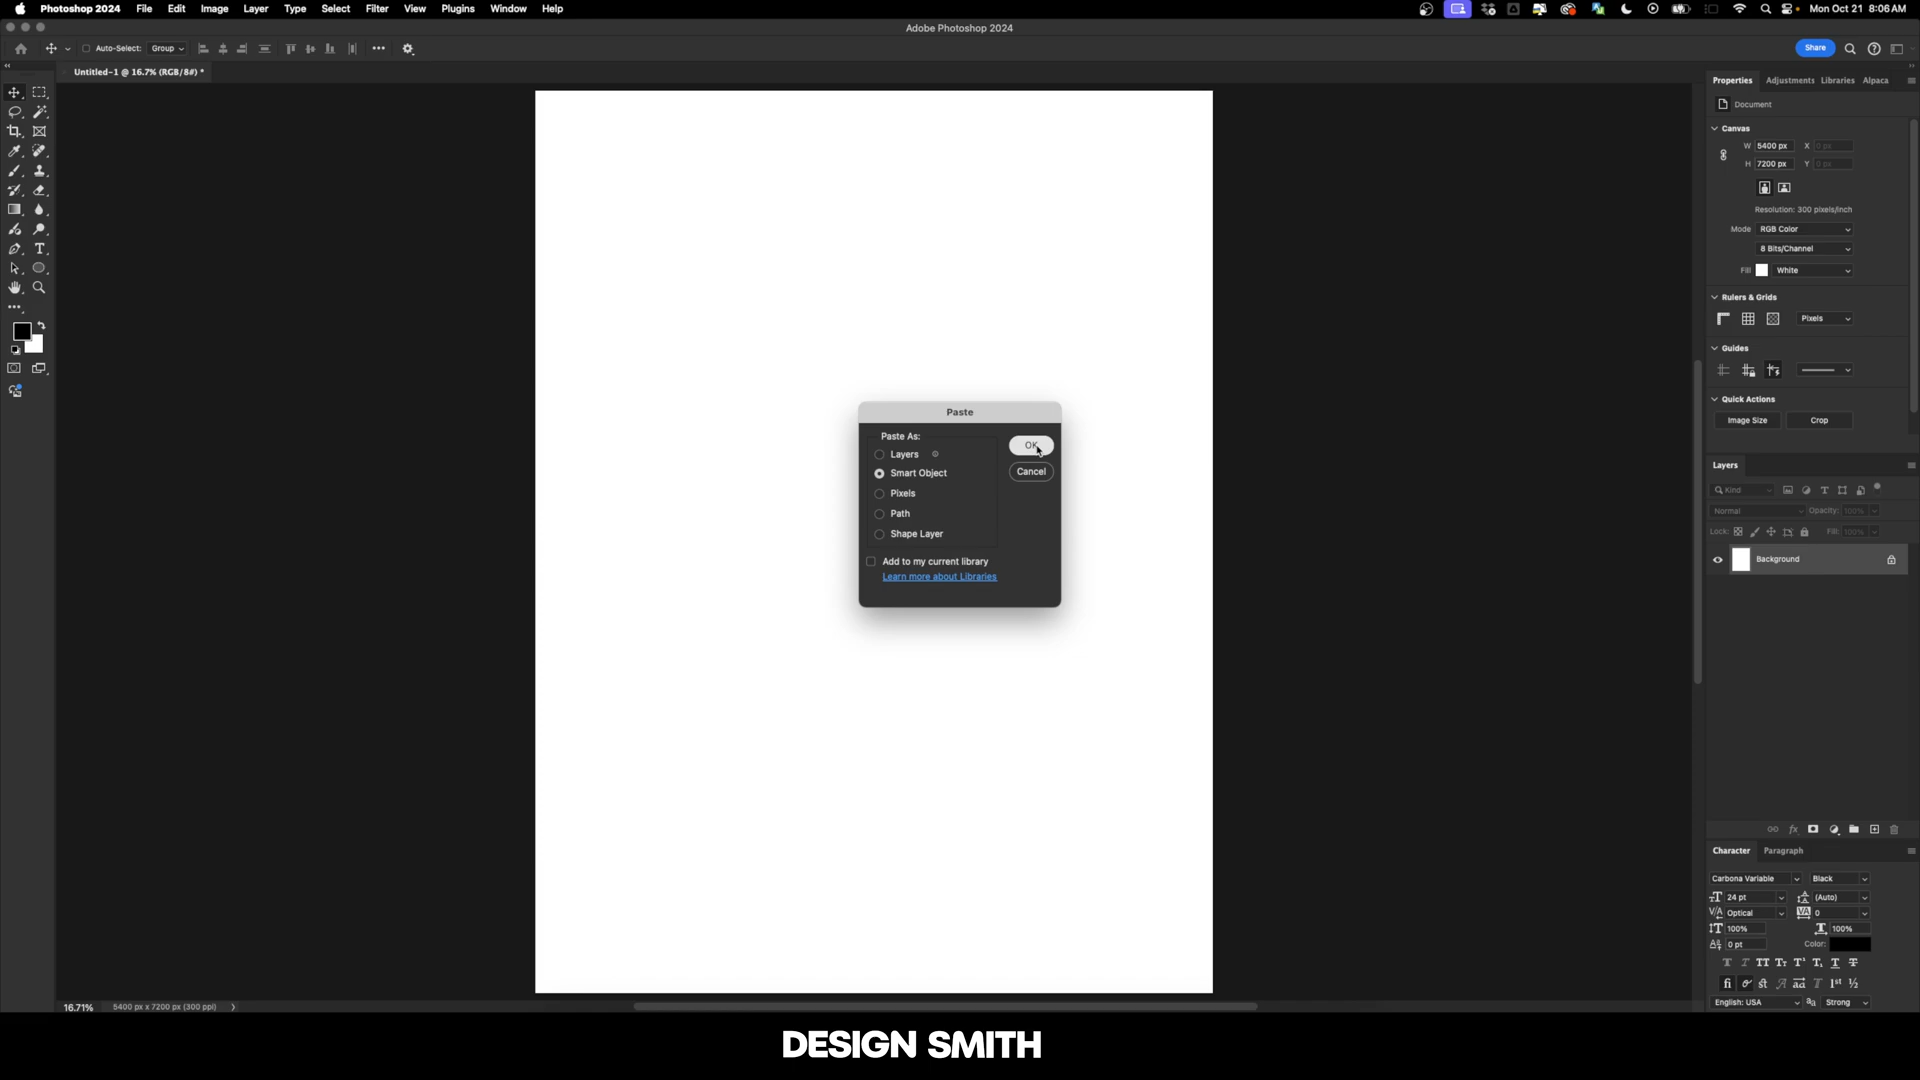 Photoshop 2024 File Edit Image Layer Type Select Filter View Plugins Window Help Mon Oct 21 8:06 AM
Adobe Photoshop 2024
Auto-Select: Group Share
Untitled-1 @ 16.7% (RGB/8#) *
Properties Adjustments Libraries Alpaca
Document
Canvas
W 5400 px X 0 px
H 7200 px Y 0 px
Resolution: 300 pixels/inch
Mode RGB Color
8 Bits/Channel
Fill White
Rulers & Grids
Pixels
Guides
Quick Actions
Image Size Crop
Paste
Paste As:
Layers
Smart Object
Pixels
Path
Shape Layer
OK
Cancel
Add to my current library
Learn more about Libraries
Layers
Kind
Normal Opacity: 100%
Lock: Fill: 100%
Background
Character Paragraph
Carbona Variable Black
24 pt (Auto)
Optical 0
100% 100%
0 pt Color:
English: USA Strong
16.71% 5400 px x 7200 px (300 ppi)
DESIGN SMITH